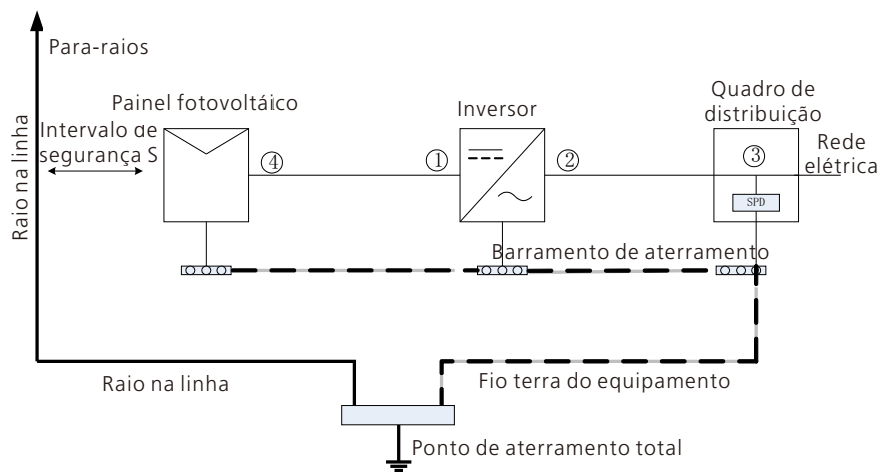 Para-raios
Painel fotovoltáico
Intervalo de
segurança S
Raio na linha
④
①
Inversor
②
Quadro de
distribuição
③
Rede
elétrica
SPD
Barramento de aterramento
Raio na linha
Fio terra do equipamento
Ponto de aterramento total